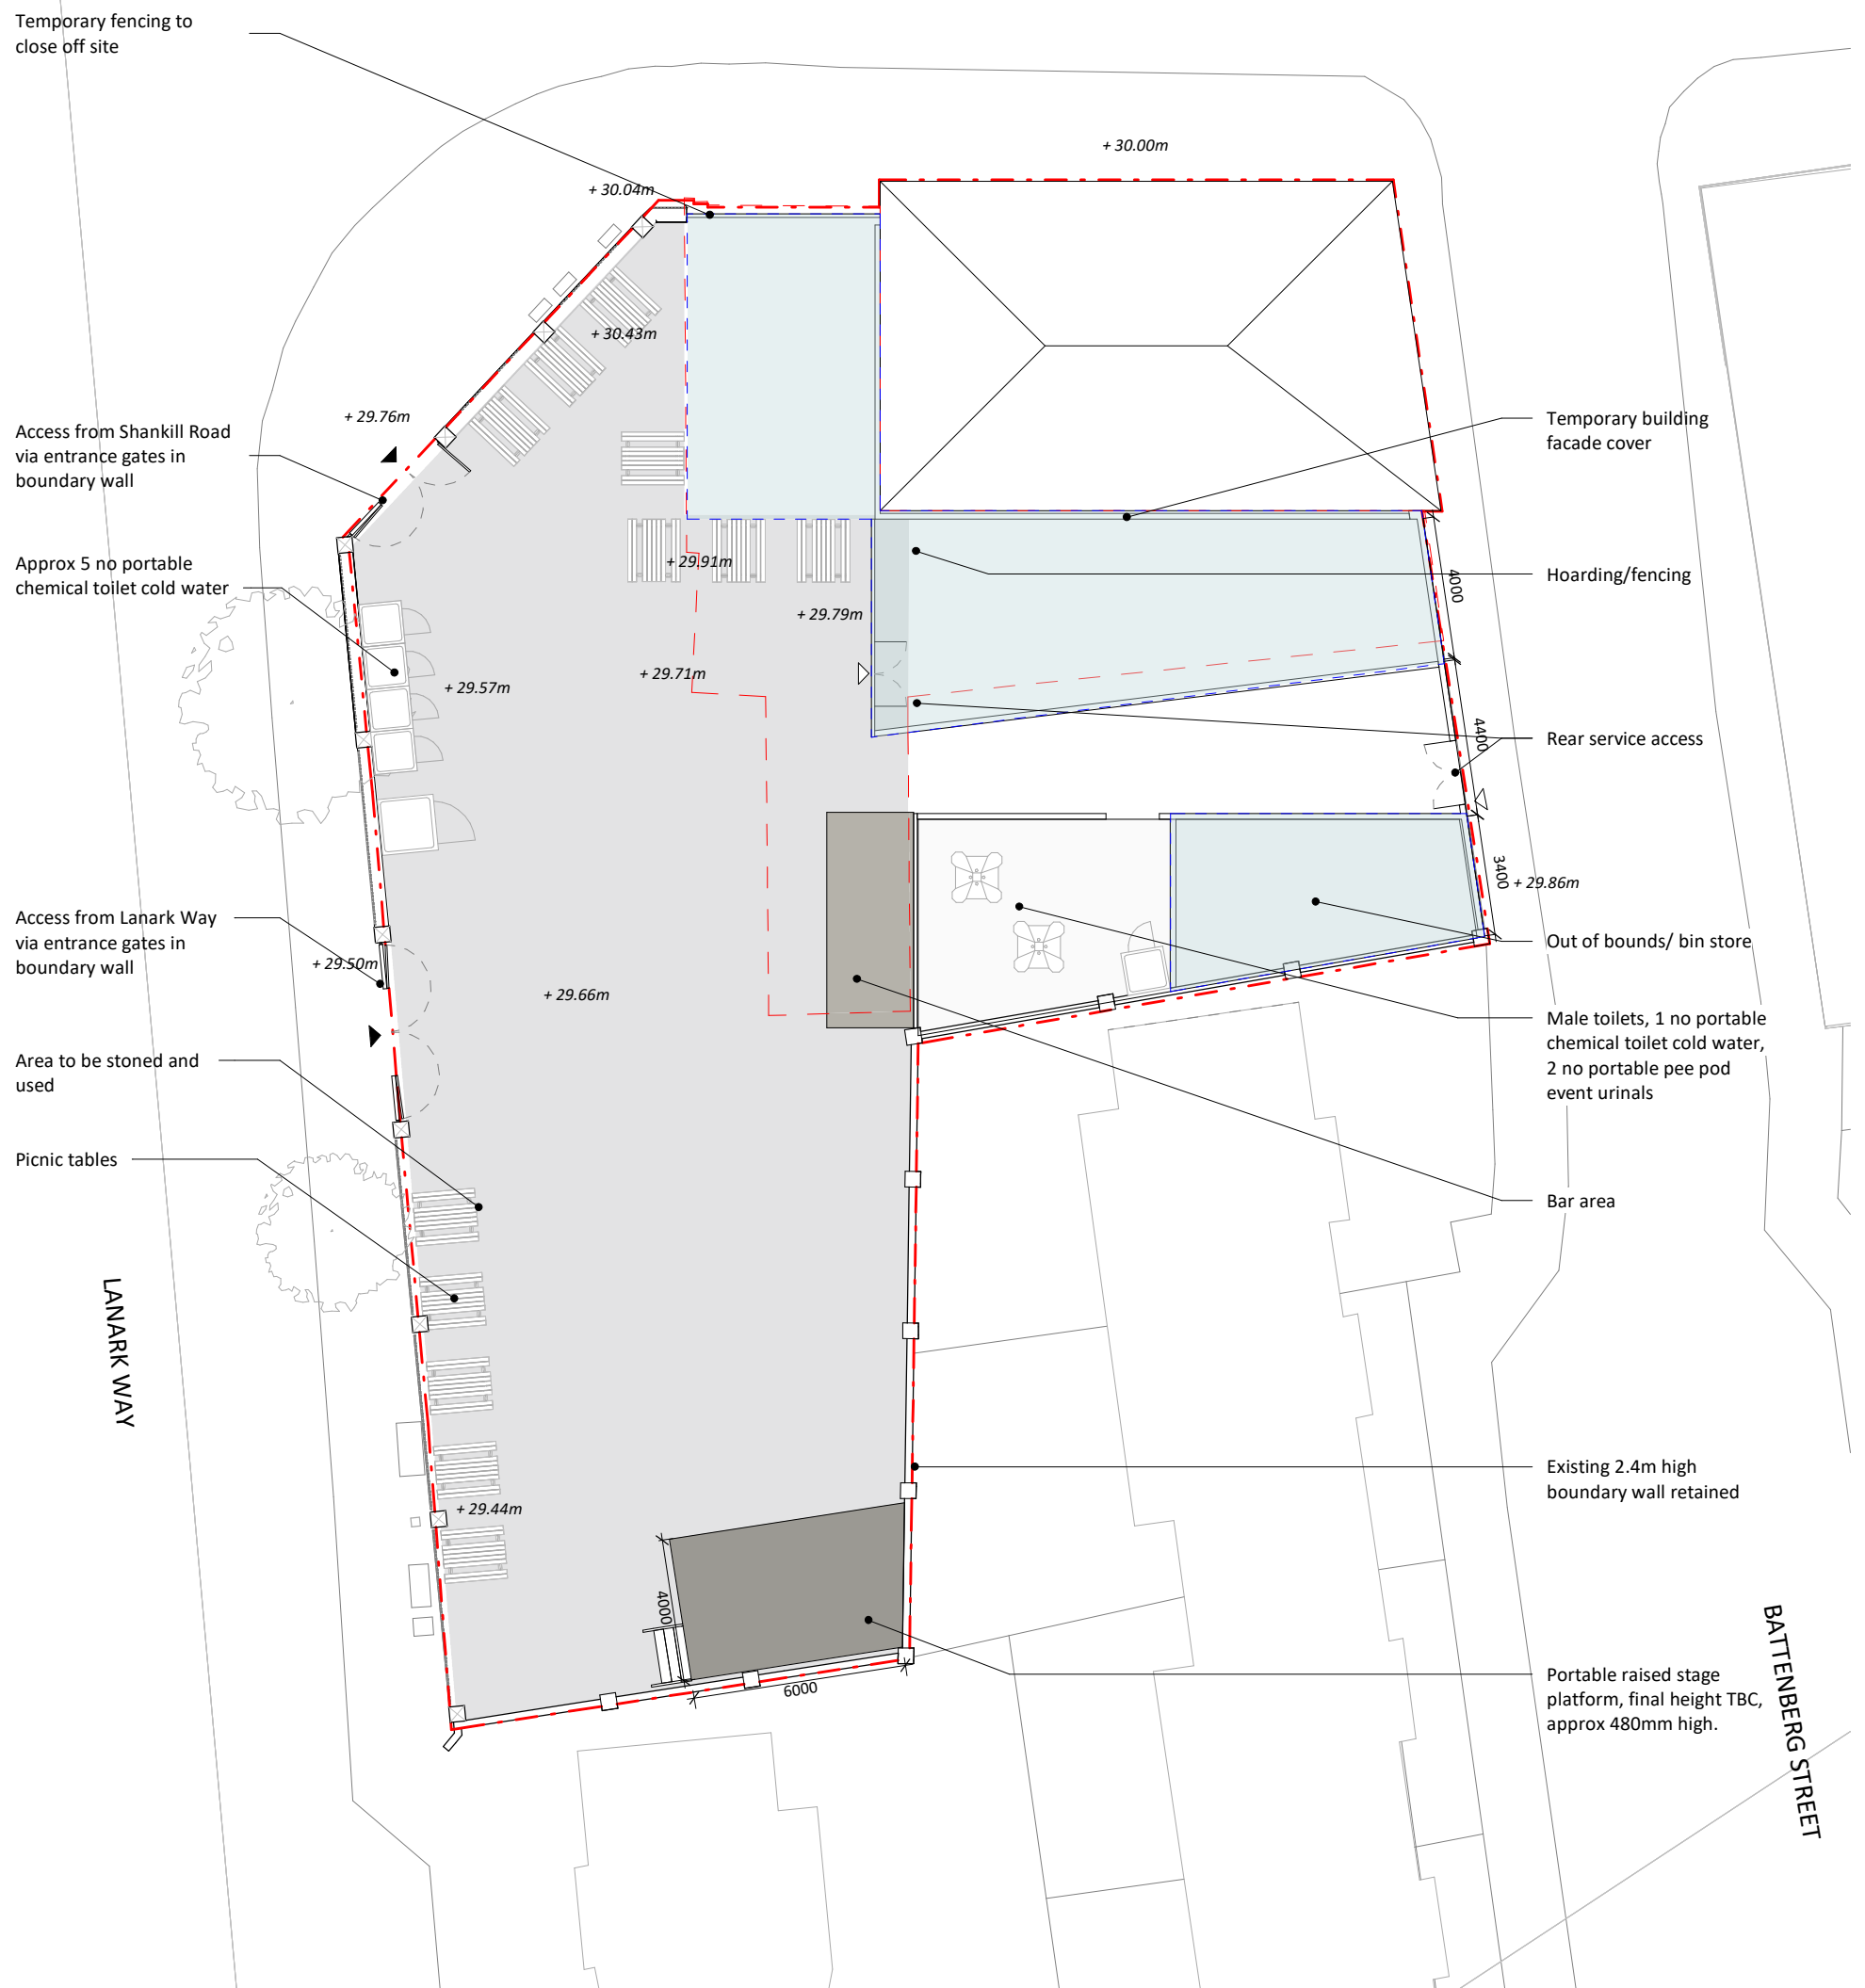 Temporary fencing to
close off site
+ 30.00m
+ 30.04m
+ 30.43m
+ 29.76m
Access from Shankill Road
via entrance gates in
boundary wall
Temporary building
facade cover
Approx 5 no portable
chemical toilet cold water
+ 29.91m
Hoarding/fencing
4000
+ 29.79m
+ 29.71m
+ 29.57m
4400
Rear service access
3400
+ 29.86m
Access from Lanark Way
via entrance gates in
boundary wall
+ 29.50m
+ 29.66m
Out of bounds/ bin store
Male toilets, 1 no portable
chemical toilet cold water,
2 no portable pee pod
event urinals
Area to be stoned and
used
Picnic tables
Bar area
LANARK WAY
Existing 2.4m high
boundary wall retained
+ 29.44m
4000
6000
Portable raised stage
platform, final height TBC,
approx 480mm high.
BATTENBERG STREET